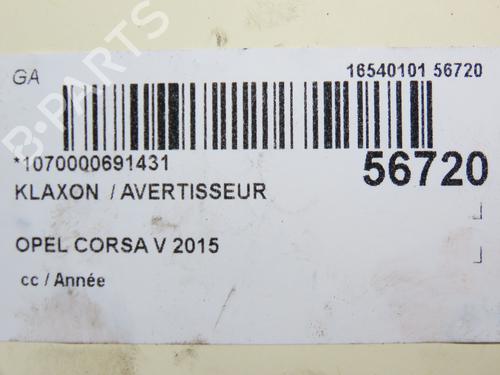 GA
16540101 56720
B-PARTS
*1070000691431
56720
KLAXON / AVERTISSEUR
OPEL CORSA V 2015
cc / Année